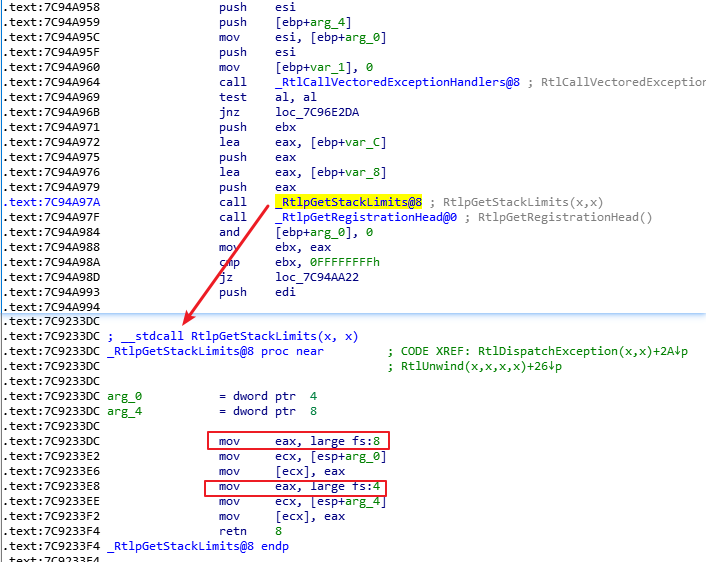 .text:7C94A958 push esi
.text:7C94A959 push [ebp+arg_4]
.text:7C94A95C mov esi, [ebp+arg_0]
.text:7C94A95F push esi
.text:7C94A960 mov [ebp+var_1], 0
.text:7C94A964 call _RtlCallVectoredExceptionHandlers@8 ; RtlCallVectoredException
.text:7C94A969 test al, al
.text:7C94A96B jnz loc_7C96E2DA
.text:7C94A971 push ebx
.text:7C94A972 lea eax, [ebp+var_C]
.text:7C94A975 push eax
.text:7C94A976 lea eax, [ebp+var_8]
.text:7C94A979 push eax
.text:7C94A97A call _RtlpGetStackLimits@8 ; RtlpGetStackLimits(x,x)
.text:7C94A97F call _RtlpGetRegistrationHead@0 ; RtlpGetRegistrationHead()
.text:7C94A984 and [ebp+arg_0], 0
.text:7C94A988 mov ebx, eax
.text:7C94A98A cmp ebx, 0FFFFFFFFh
.text:7C94A98D jz loc_7C94AA22
.text:7C94A993 push edi
.text:7C94A994
.text:7C9233DC
.text:7C9233DC ; __stdcall RtlpGetStackLimits(x, x)
.text:7C9233DC _RtlpGetStackLimits@8 proc near ; CODE XREF: RtlDispatchException(x,x)+2A↓p
.text:7C9233DC ; RtlUnwind(x,x,x,x)+26↓p
.text:7C9233DC
.text:7C9233DC arg_0 = dword ptr 4
.text:7C9233DC arg_4 = dword ptr 8
.text:7C9233DC
.text:7C9233DC mov eax, large fs:8
.text:7C9233E2 mov ecx, [esp+arg_0]
.text:7C9233E6 mov [ecx], eax
.text:7C9233E8 mov eax, large fs:4
.text:7C9233EE mov ecx, [esp+arg_4]
.text:7C9233F2 mov [ecx], eax
.text:7C9233F4 retn 8
.text:7C9233F4 _RtlpGetStackLimits@8 endp